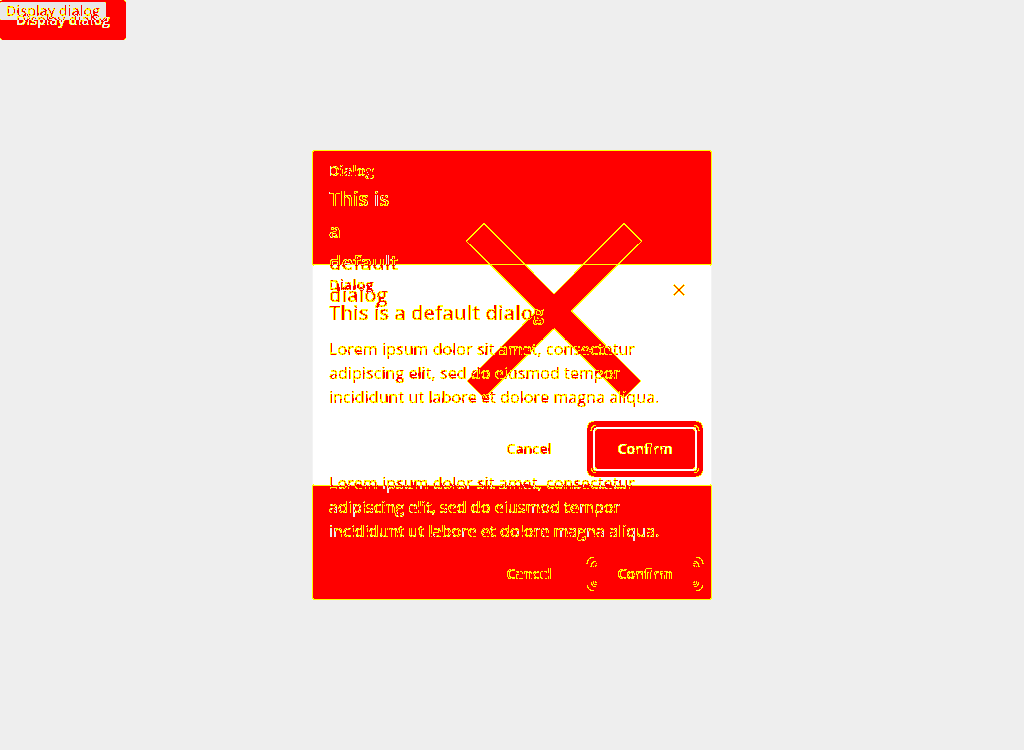 Display dialog
Display dialog
Dialog
This is
a
default
dialog
Dialog
This is a default dialog
Lorem ipsum dolor sit amet, consectetur
adipiscing elit, sed do eiusmod tempor
incididunt ut labore et dolore magna aliqua.
Cancel Confirm
Lorem ipsum dolor sit amet, consectetur
adipiscing elit, sed do eiusmod tempor
incididunt ut labore et dolore magna aliqua.
Cancel Confirm